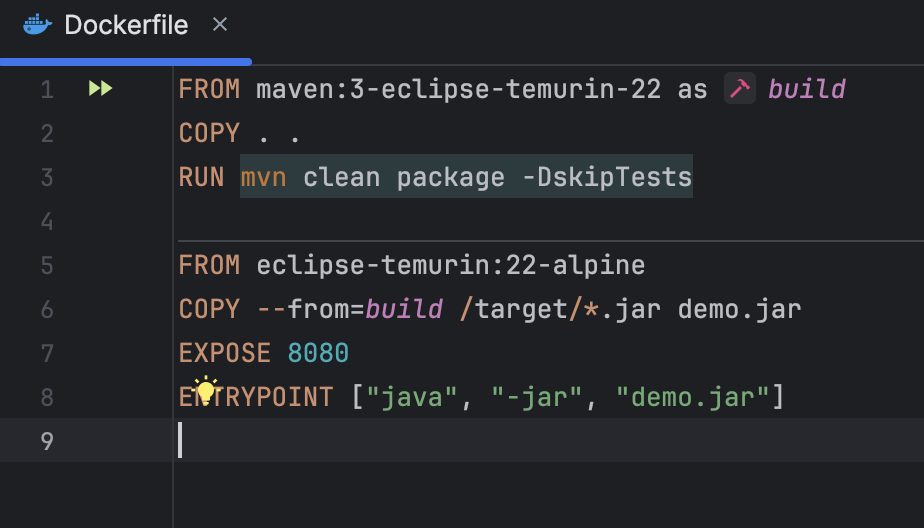 Dockerfile
1 FROM maven:3-eclipse-temurin-22 as build
2 COPY . .
3 RUN mvn clean package -DskipTests
4
5 FROM eclipse-temurin:22-alpine
6 COPY --from=build /target/*.jar demo.jar
7 EXPOSE 8080
8 ENTRYPOINT ["java", "-jar", "demo.jar"]
9